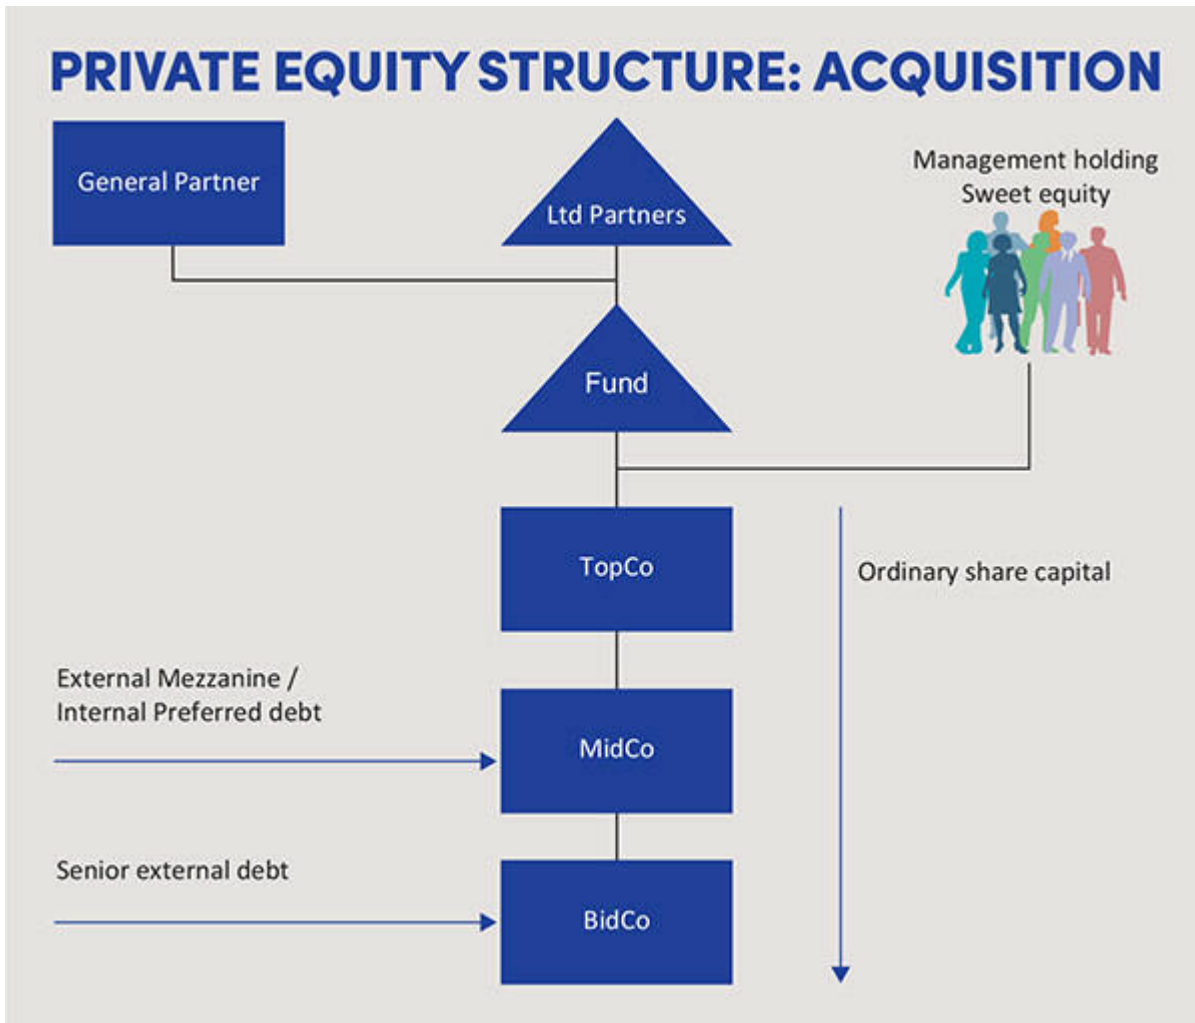 PRIVATE EQUITY STRUCTURE: ACQUISITION
General Partner
Ltd Partners
Management holding
Sweet equity
Fund
TopCo
Ordinary share capital
External Mezzanine /
Internal Preferred debt
MidCo
Senior external debt
BidCo